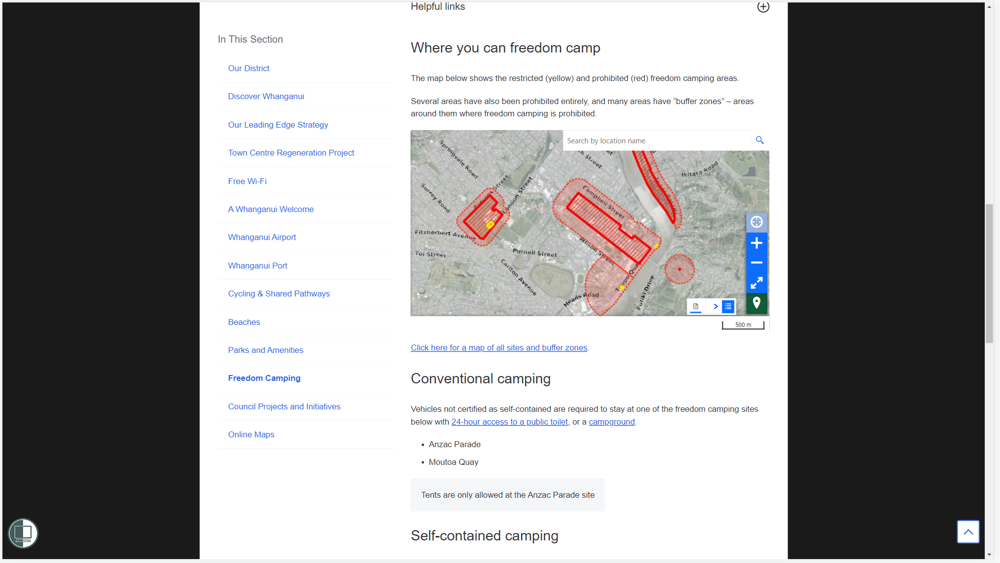 Helpful links
In This Section
Our District
Discover Whanganui
Our Leading Edge Strategy
Town Centre Regeneration Project
Free Wi-Fi
A Whanganui Welcome
Whanganui Airport
Whanganui Port
Cycling & Shared Pathways
Beaches
Parks and Amenities
Freedom Camping
Council Projects and Initiatives
Online Maps
Where you can freedom camp
The map below shows the restricted (yellow) and prohibited (red) freedom camping areas.
Several areas have also been prohibited entirely, and many areas have “buffer zones” – areas
around them where freedom camping is prohibited.
Search by location name
Springvale Road
Street
Ikitara Road
Surrey Road
Street
London Street
Campbell Street
Fitzherbert Avenue
Toi Street
Purnell Street
Wilson Street
Carlton Avenue
Heads Road
Putiki Drive
500 m
Click here for a map of all sites and buffer zones.
Conventional camping
Vehicles not certified as self-contained are required to stay at one of the freedom camping sites
below with 24-hour access to a public toilet, or a campground.
• Anzac Parade
• Moutoa Quay
Tents are only allowed at the Anzac Parade site
Self-contained camping